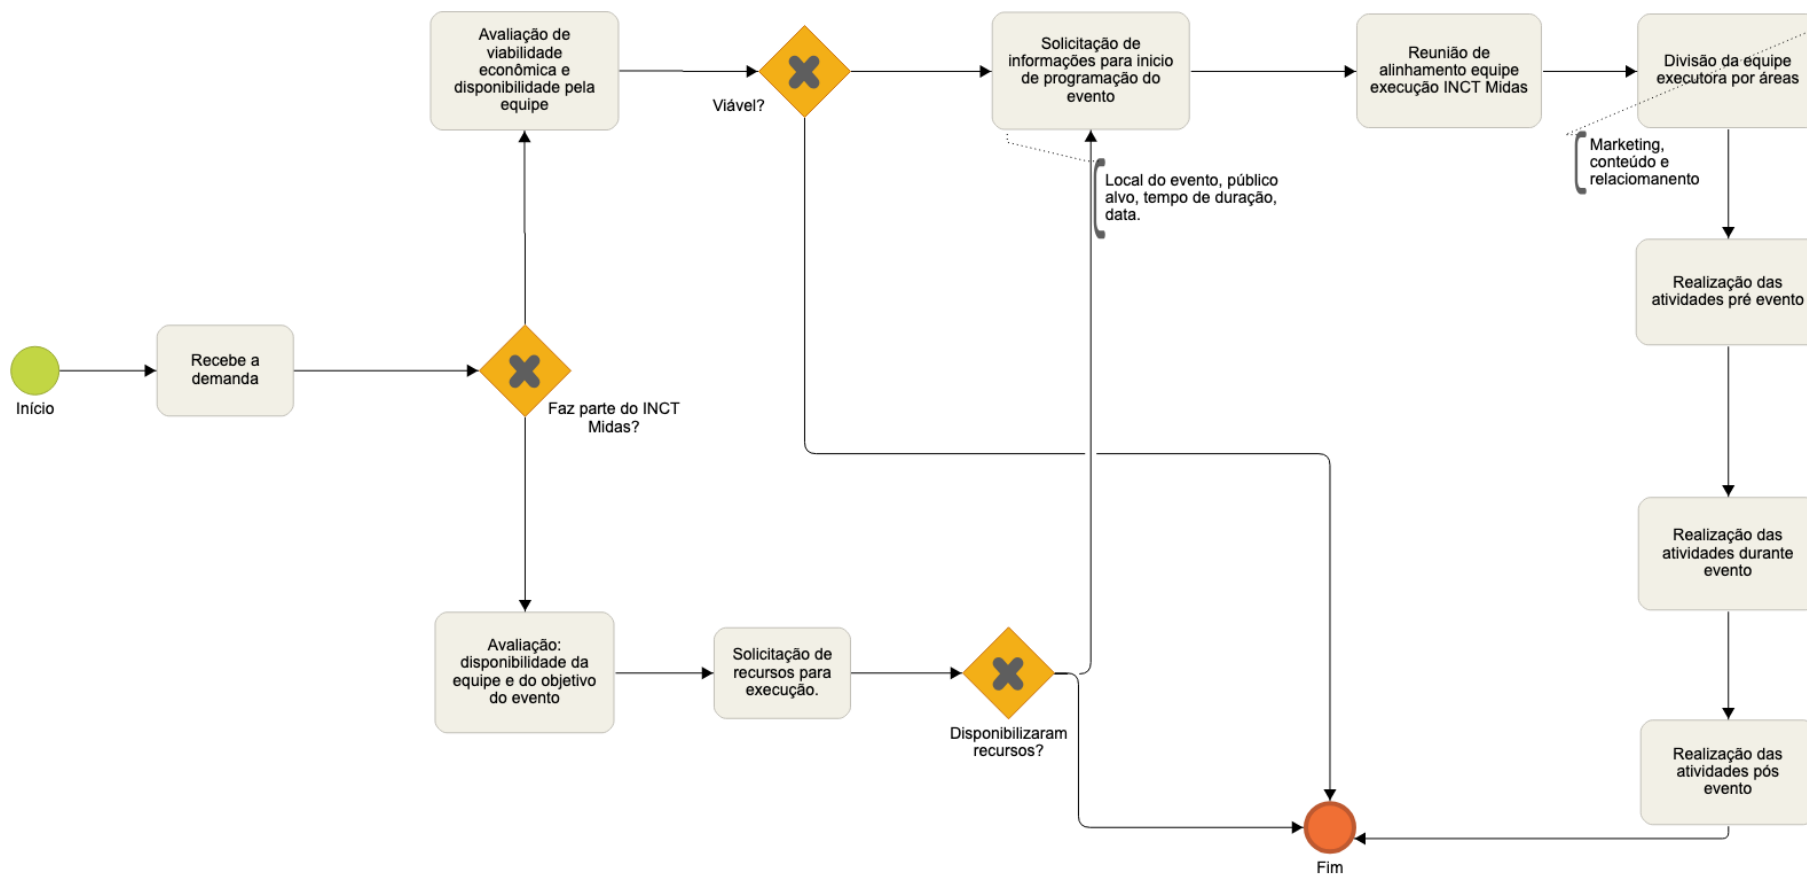 Avaliação de
viabilidade
econômica e
disponibilidade pela
equipe
Viável?
Solicitação de
informações para inicio
de programação do
evento
Reunião de
alinhamento equipe
execução INCT Midas
Divisão da equipe
executora por áreas
Marketing,
conteúdo e
relaciomanento
Local do evento, público
alvo, tempo de duração,
data.
Realização das
atividades pré evento
Início
Recebe a
demanda
Faz parte do INCT
Midas?
Realização das
atividades durante
evento
Avaliação:
disponibilidade da
equipe e do objetivo
do evento
Solicitação de
recursos para
execução.
Disponibilizaram
recursos?
Realização das
atividades pós
evento
Fim